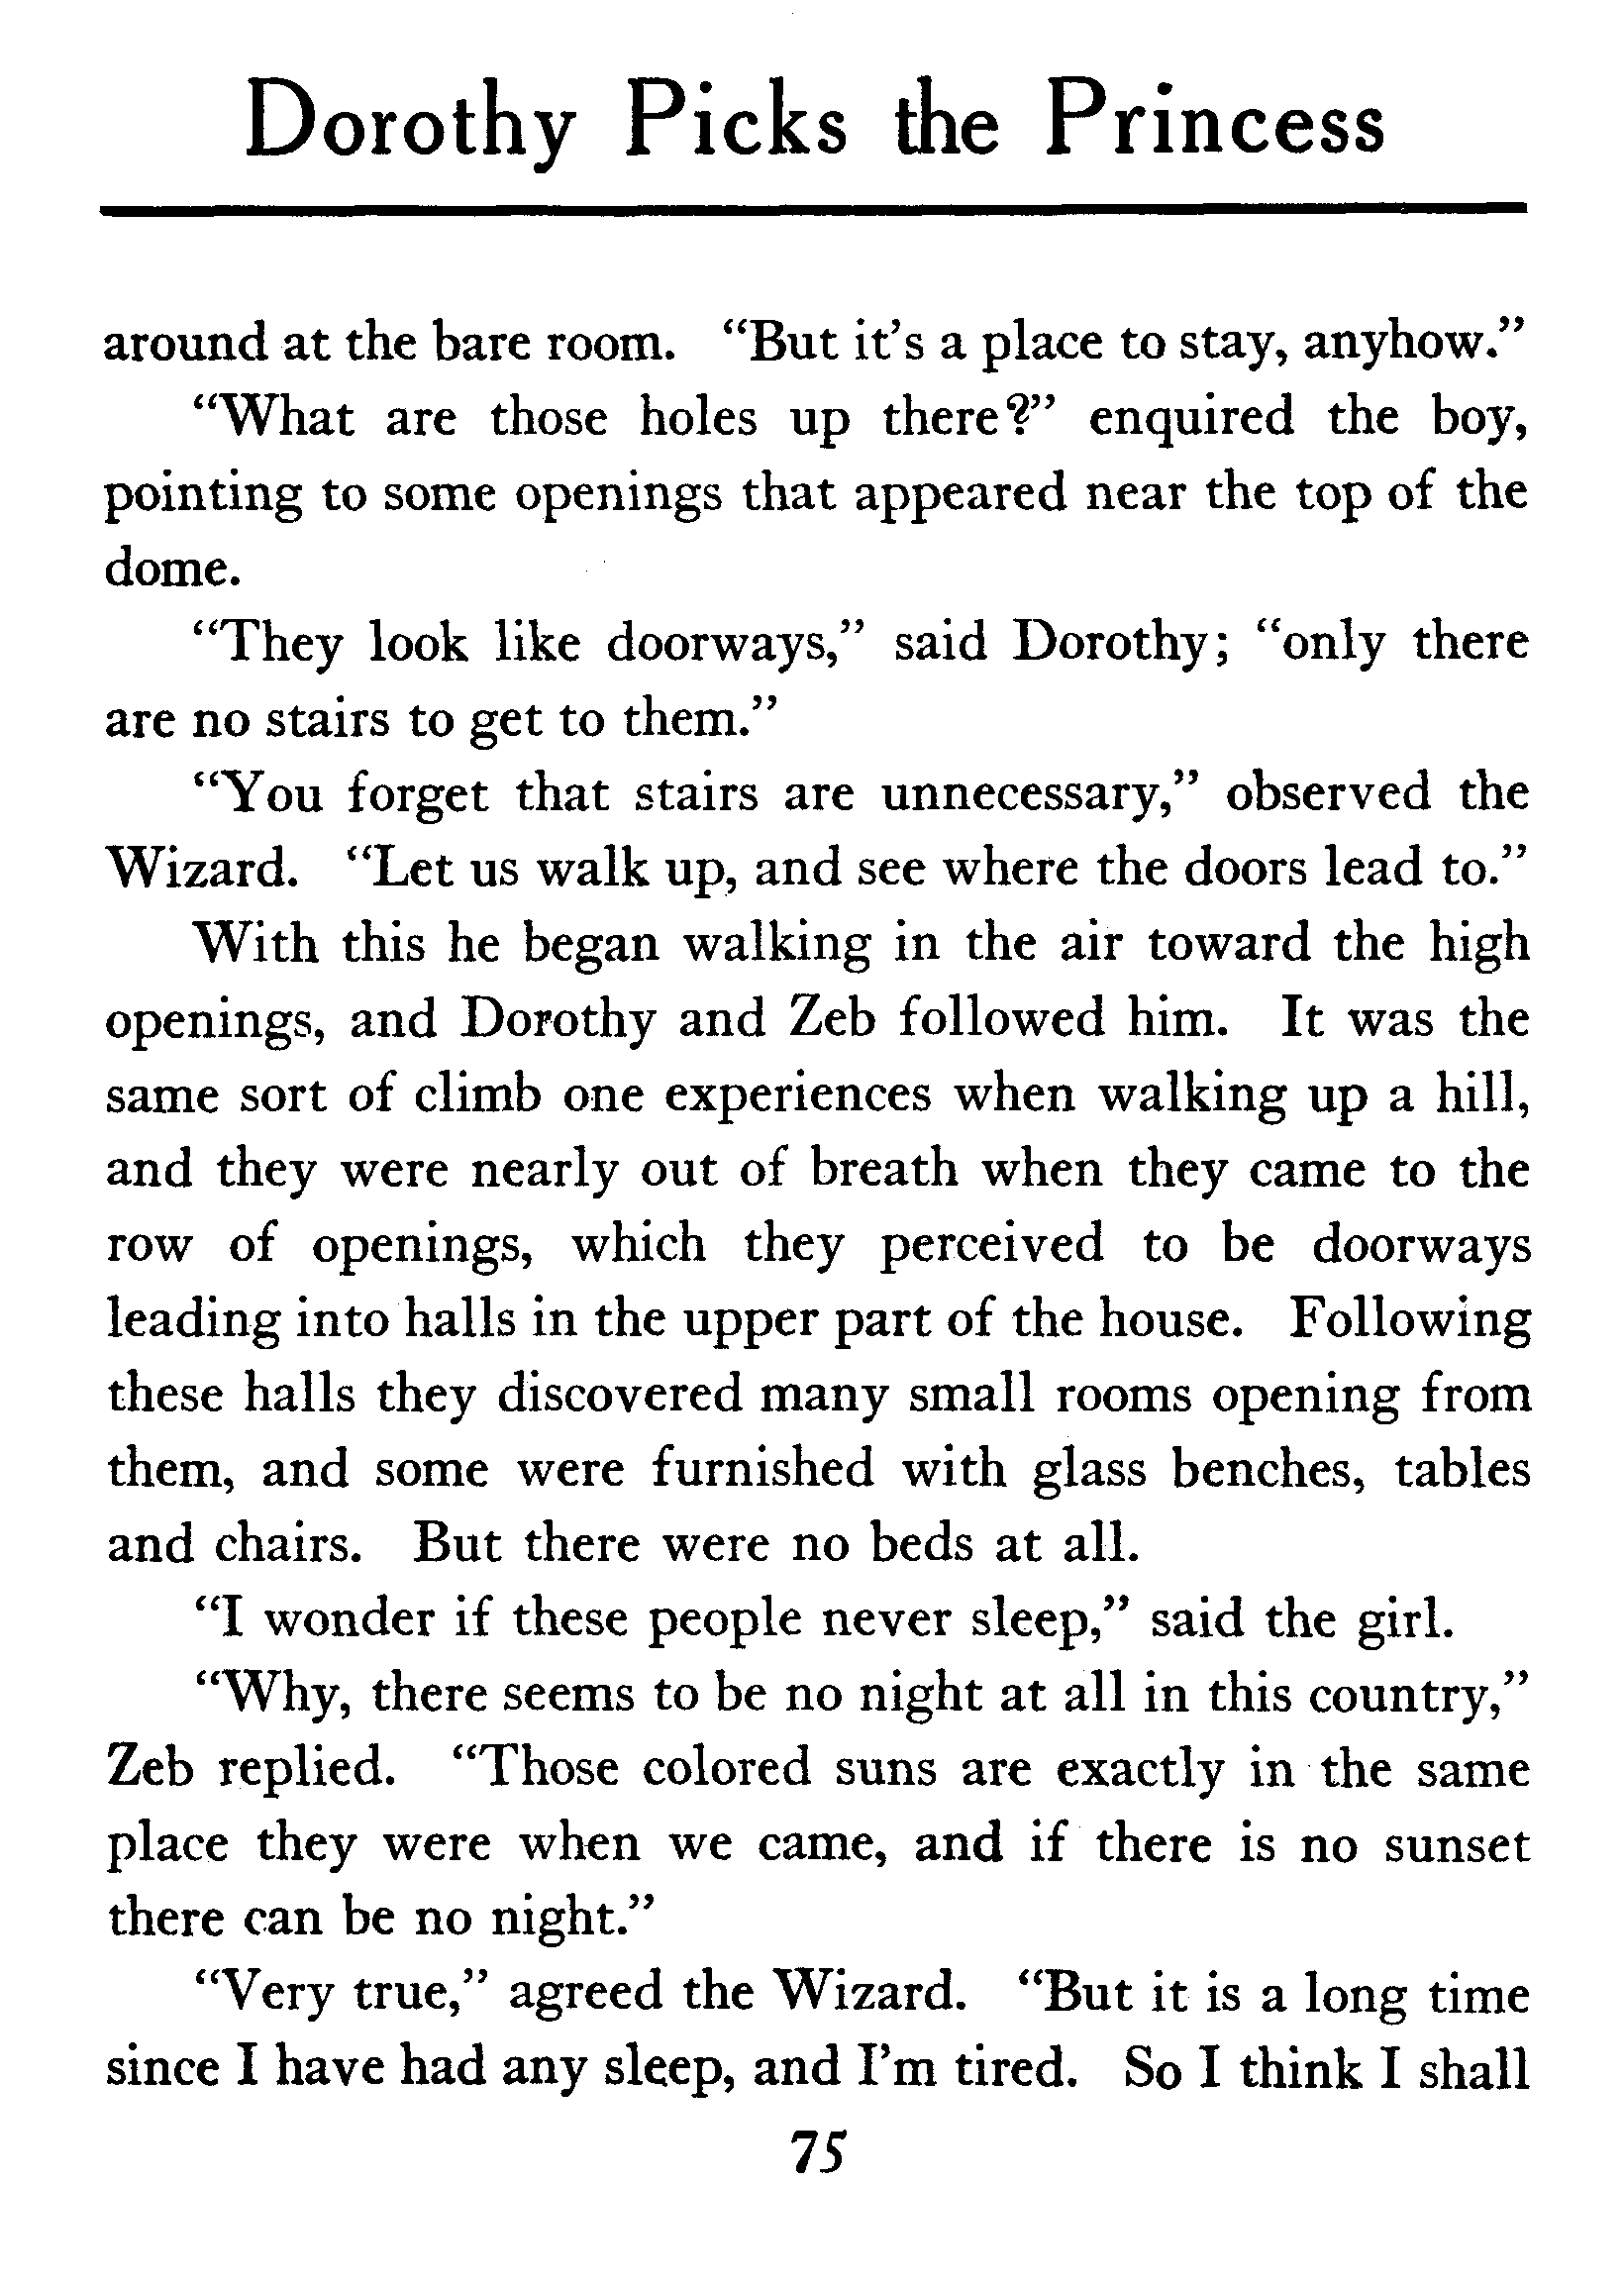 Dorothy Picks the Princess
around at the bare room. “But it’s a place to stay, anyhow.”
“What are those holes up there?” enquired the boy,
pointing to some openings that appeared near the top of the
dome.
“They look like doorways,” said Dorothy; “only there
are no stairs to get to them.”
“You forget that stairs are unnecessary,” observed the
Wizard. “Let us walk up, and see where the doors lead to.”
With this he began walking in the air toward the high
openings, and Dorothy and Zeb followed him. It was the
same sort of climb one experiences when walking up a hill,
and they were nearly out of breath when they came to the
row of openings, which they perceived to be doorways
leading into halls in the upper part of the house. Following
these halls they discovered many small rooms opening from
them, and some were furnished with glass benches, tables
and chairs. But there were no beds at all.
“I wonder if these people never sleep,” said the girl.
“Why, there seems to be no night at all in this country,”
Zeb replied. “Those colored suns are exactly in the same
place they were when we came, and if there is no sunset
there can be no night.”
“Very true,” agreed the Wizard. “But it is a long time
since I have had any sleep, and I’m tired. So I think I shall
75